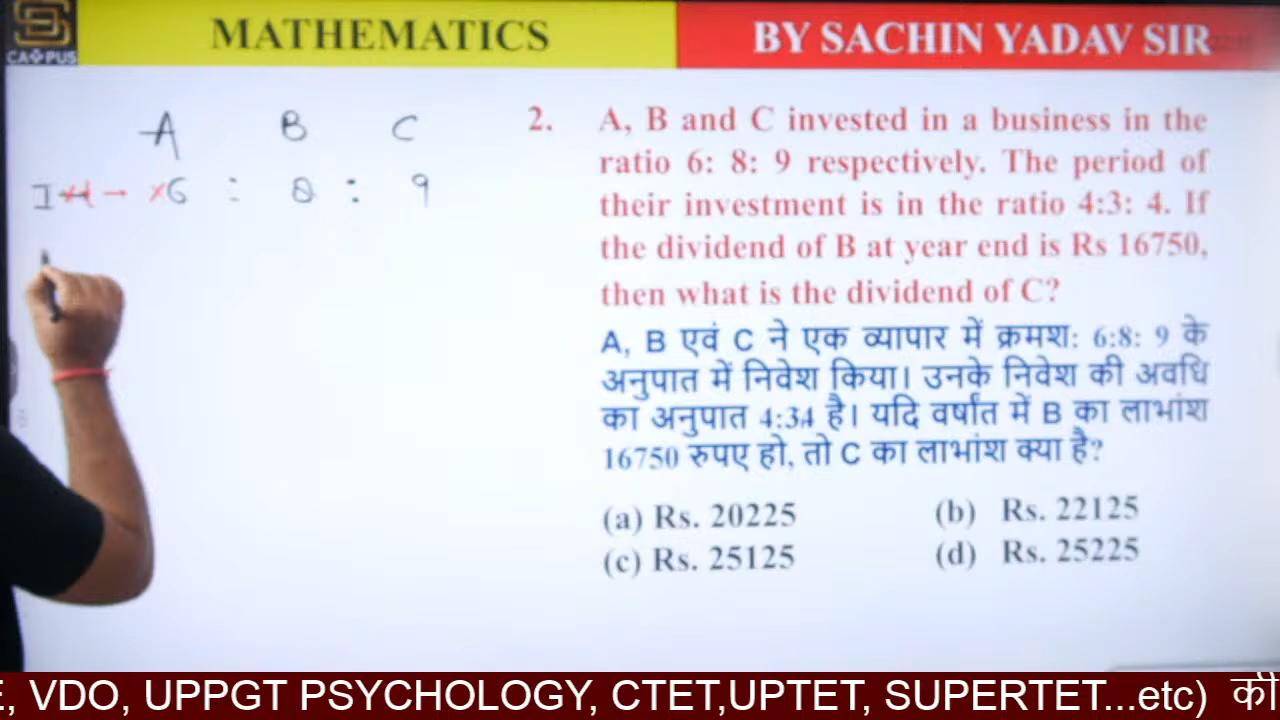 CAMPUS
MATHEMATICS
BY SACHIN YADAV SIR
A B C
6 : 8 : 9
2. A, B and C invested in a business in the
ratio 6: 8: 9 respectively. The period of
their investment is in the ratio 4:3: 4. If
the dividend of B at year end is Rs 16750,
then what is the dividend of C?
A, B एवं C ने एक व्यापार में क्रमश: 6:8: 9 के
अनुपात में निवेश किया। उनके निवेश की अवधि
का अनुपात 4:34 है। यदि वर्षांत में B का लाभांश
16750 रुपए हो, तो C का लाभांश क्या है?
(a) Rs. 20225 (b) Rs. 22125
(c) Rs. 25125 (d) Rs. 25225
E, VDO, UPPGT PSYCHOLOGY, CTET,UPTET, SUPERTET...etc) की